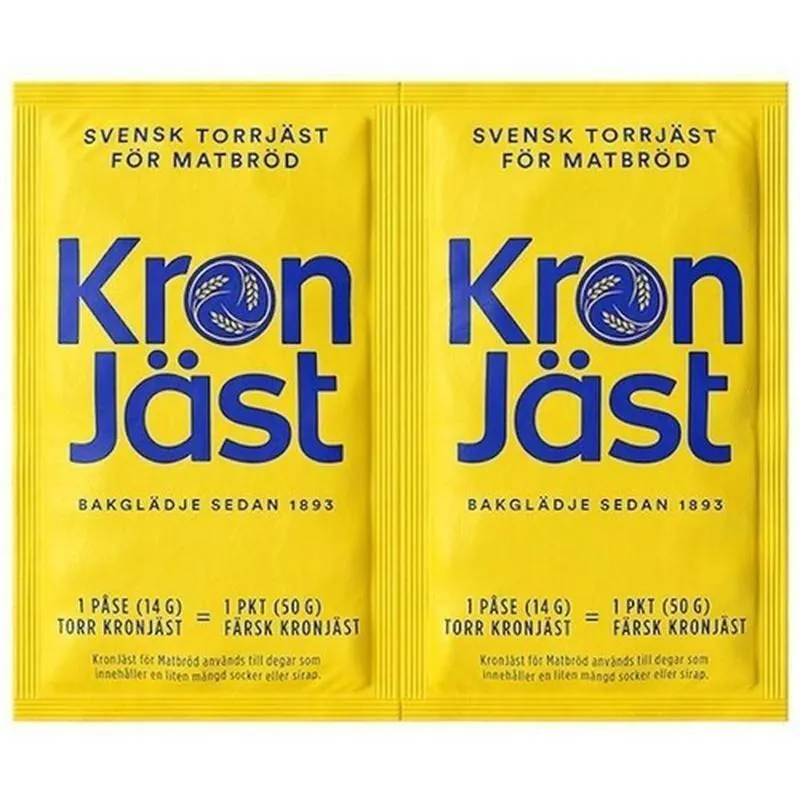 SVENSK TORRJÄST
FÖR MATBRÖD
Kron
Jäst
BAKGLÄDJE SEDAN 1893
1 PÅSE (14 G)
TORR KRONJÄST
=
1 PKT (50 G)
FÄRSK KRONJÄST
KronJäst för Matbröd används till degar som
innehåller en liten mängd socker eller sirap.
SVENSK TORRJÄST
FÖR MATBRÖD
Kron
Jäst
BAKGLÄDJE SEDAN 1893
1 PÅSE (14 G)
TORR KRONJÄST
=
1 PKT (50 G)
FÄRSK KRONJÄST
KronJäst för Matbröd används till degar som
innehåller en liten mängd socker eller sirap.